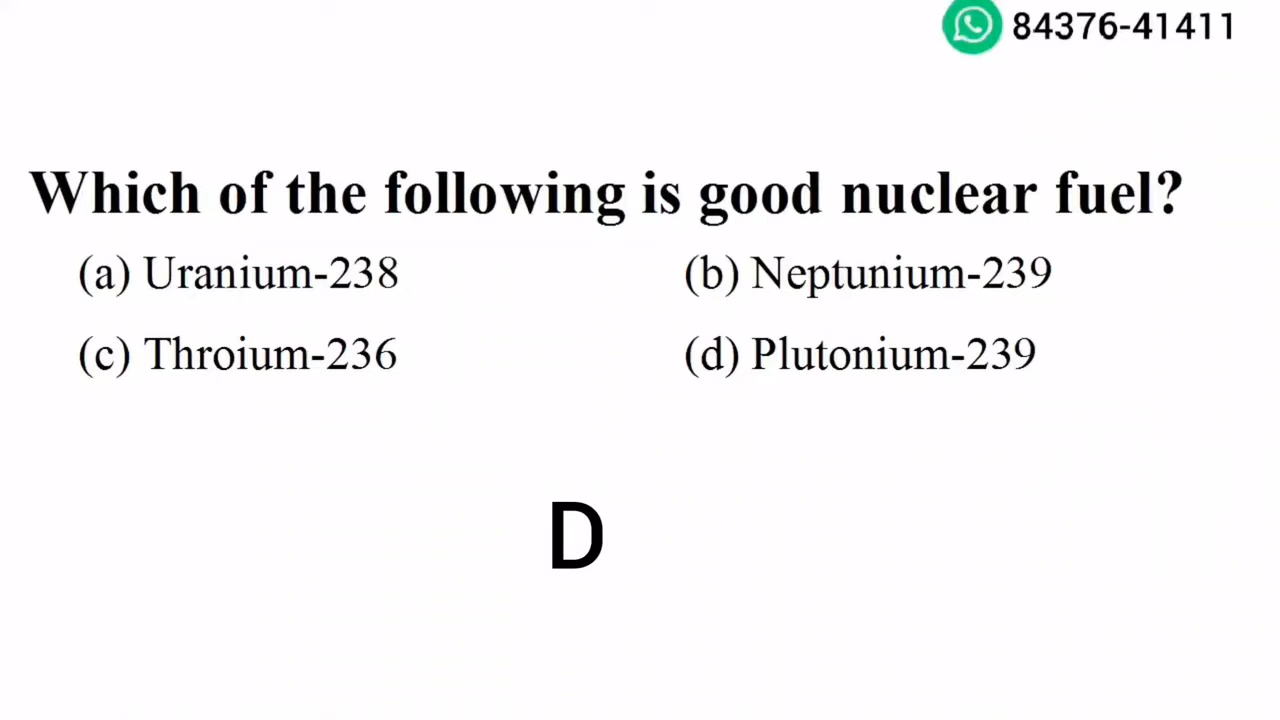 84376-41411
Which of the following is good nuclear fuel?
(a) Uranium-238 (b) Neptunium-239
(c) Throium-236 (d) Plutonium-239
D